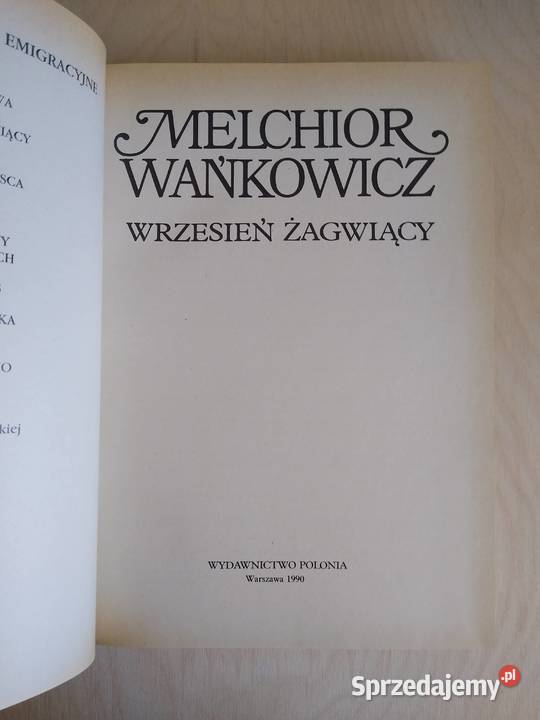 EMIGRACYJNE
MELCHIOR
WAŃKOWICZ
WRZESIEŃ ŻAGWIĄCY
WYDAWNICTWO POLONIA
Warszawa 1990
Sprzedajemy.pl